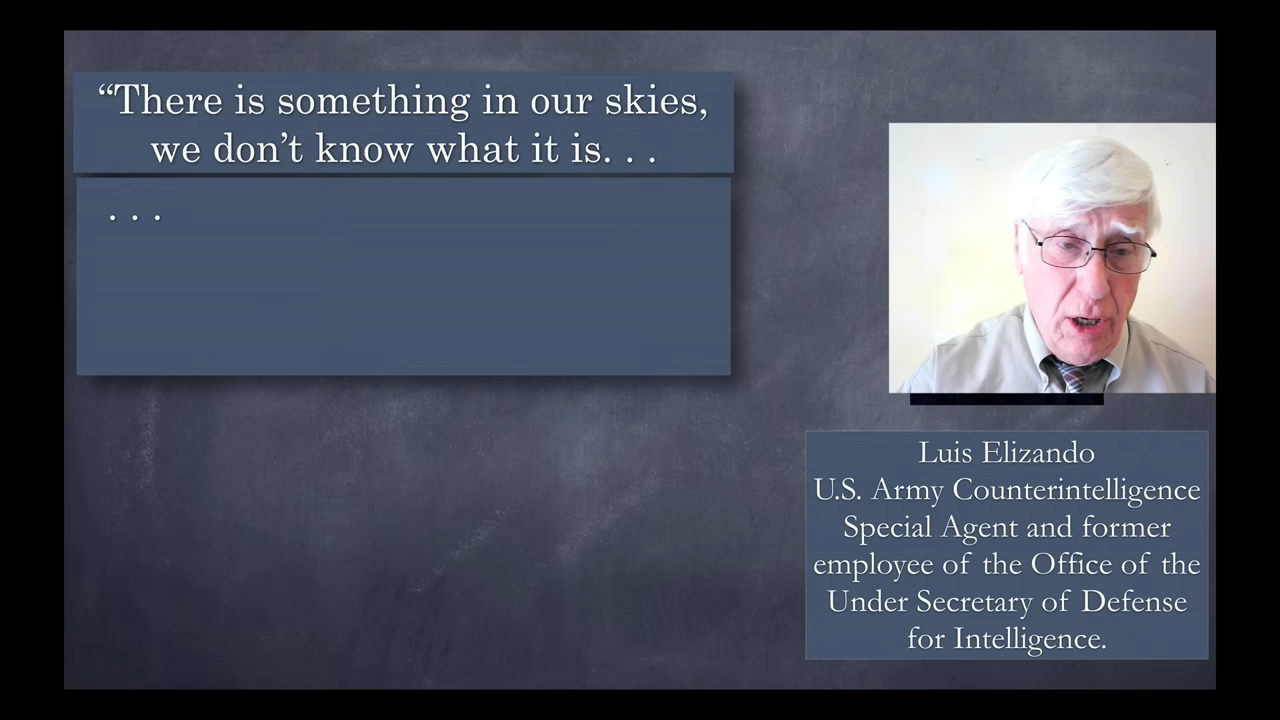 “There is something in our skies,
we don’t know what it is. . .
. . .
Luis Elizando
U.S. Army Counterintelligence
Special Agent and former
employee of the Office of the
Under Secretary of Defense
for Intelligence.